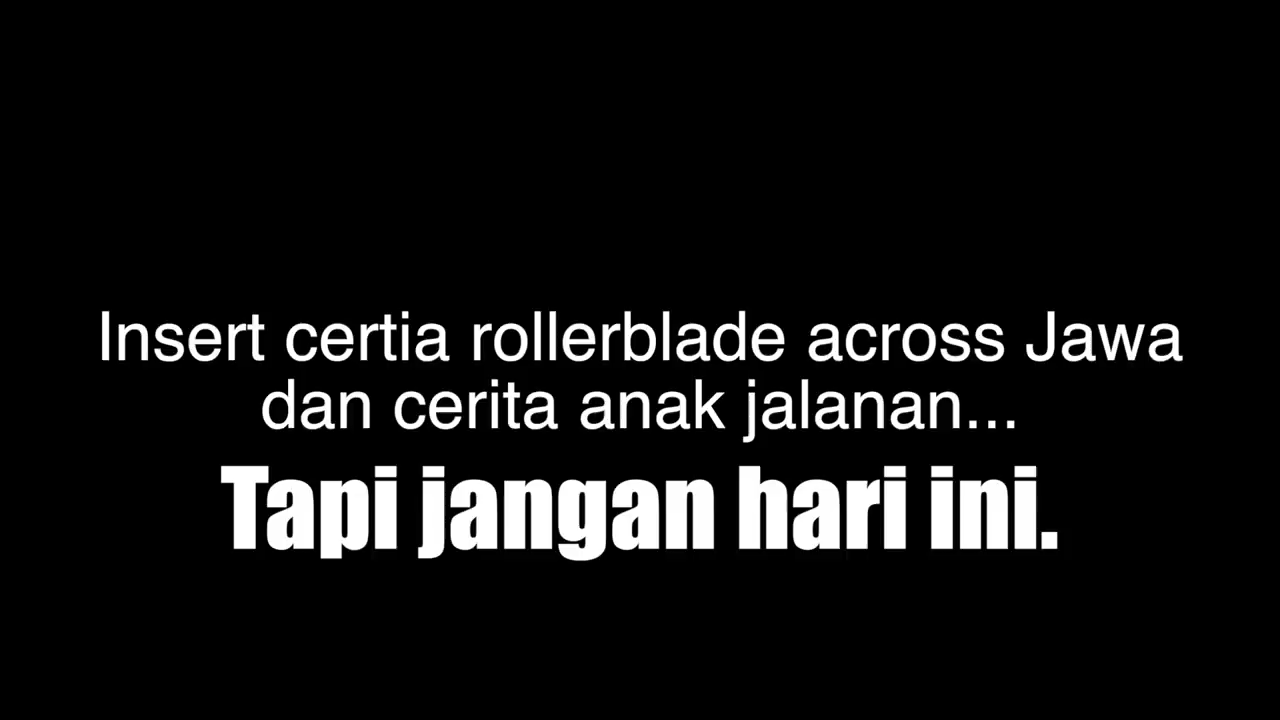 Insert certia rollerblade across Jawa
dan cerita anak jalanan...
Tapi jangan hari ini.